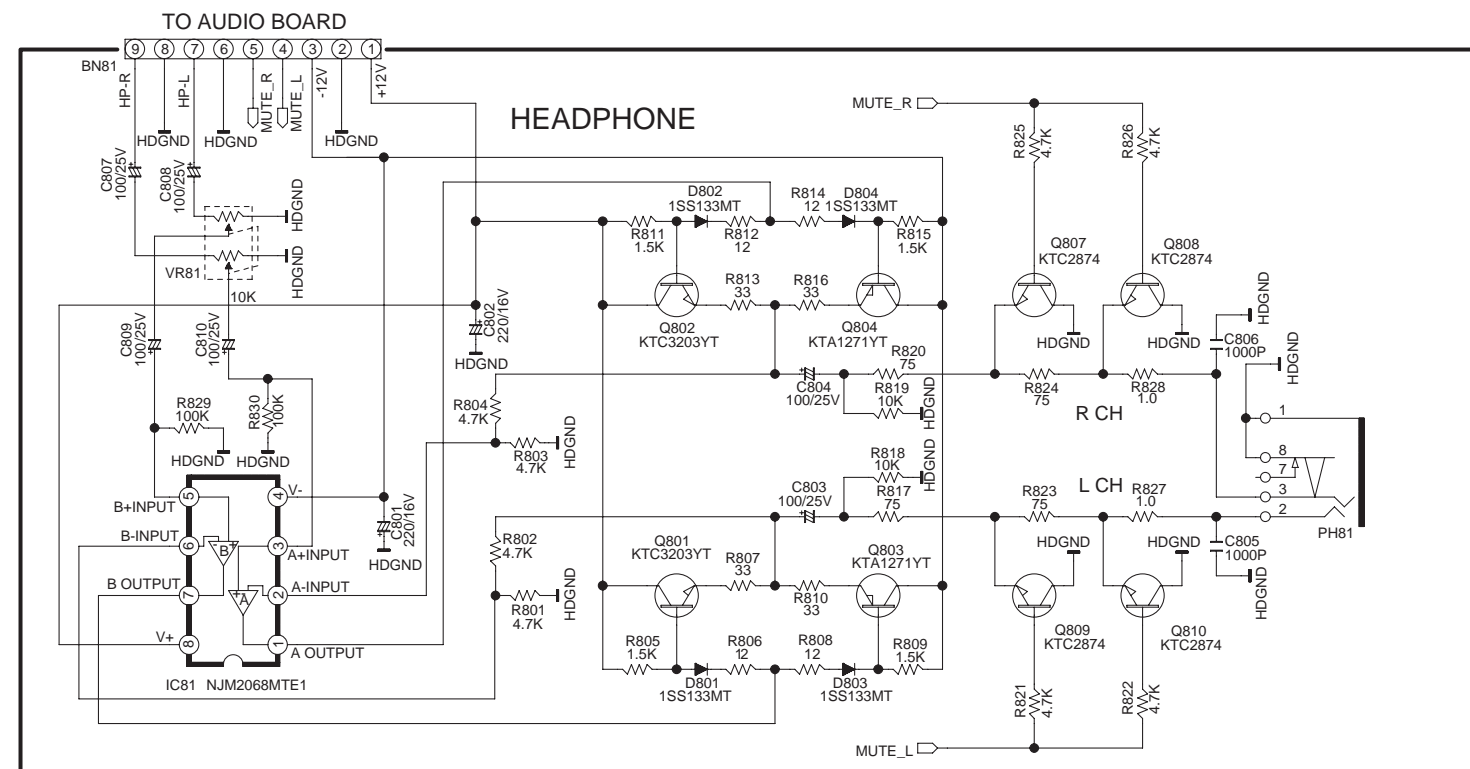 TO AUDIO BOARD
9 8 7 6 5 4 3 2 1
BN81
HP-R
HP-L
MUTE_R
MUTE_L
-12V
+12V
HDGND
HDGND
HDGND
HEADPHONE
C807
100/25V
C808
100/25V
HDGND
HDGND
VR81
10K
C809
100/25V
C810
100/25V
R829
100K
R830
100K
HDGND
HDGND
C802
220/16V
HDGND
C801
220/16V
HDGND
B+INPUT
B-INPUT
B OUTPUT
V+
V-
A+INPUT
A-INPUT
A OUTPUT
5
6
7
8
4
3
2
1
- B +
+ A -
IC81 NJM2068MTE1
R804
4.7K
R803
4.7K
HDGND
R802
4.7K
R801
4.7K
HDGND
D802
1SS133MT
R814
12
D804
1SS133MT
R811
1.5K
R812
12
R815
1.5K
R813
33
R816
33
Q802
KTC3203YT
Q804
KTA1271YT
C804
100/25V
R820
75
R819
10K
HDGND
R818
10K
HDGND
C803
100/25V
R817
75
Q801
KTC3203YT
R807
33
Q803
KTA1271YT
R810
33
R805
1.5K
R806
12
R808
12
R809
1.5K
D801
1SS133MT
D803
1SS133MT
MUTE_R
R825
4.7K
R826
4.7K
Q807
KTC2874
Q808
KTC2874
HDGND
HDGND
HDGND
C806
1000P
HDGND
R824
75
R828
1.0
R CH
L CH
R823
75
R827
1.0
1
8
7
3
2
PH81
HDGND
HDGND
C805
1000P
HDGND
Q809
KTC2874
Q810
KTC2874
R821
4.7K
R822
4.7K
MUTE_L